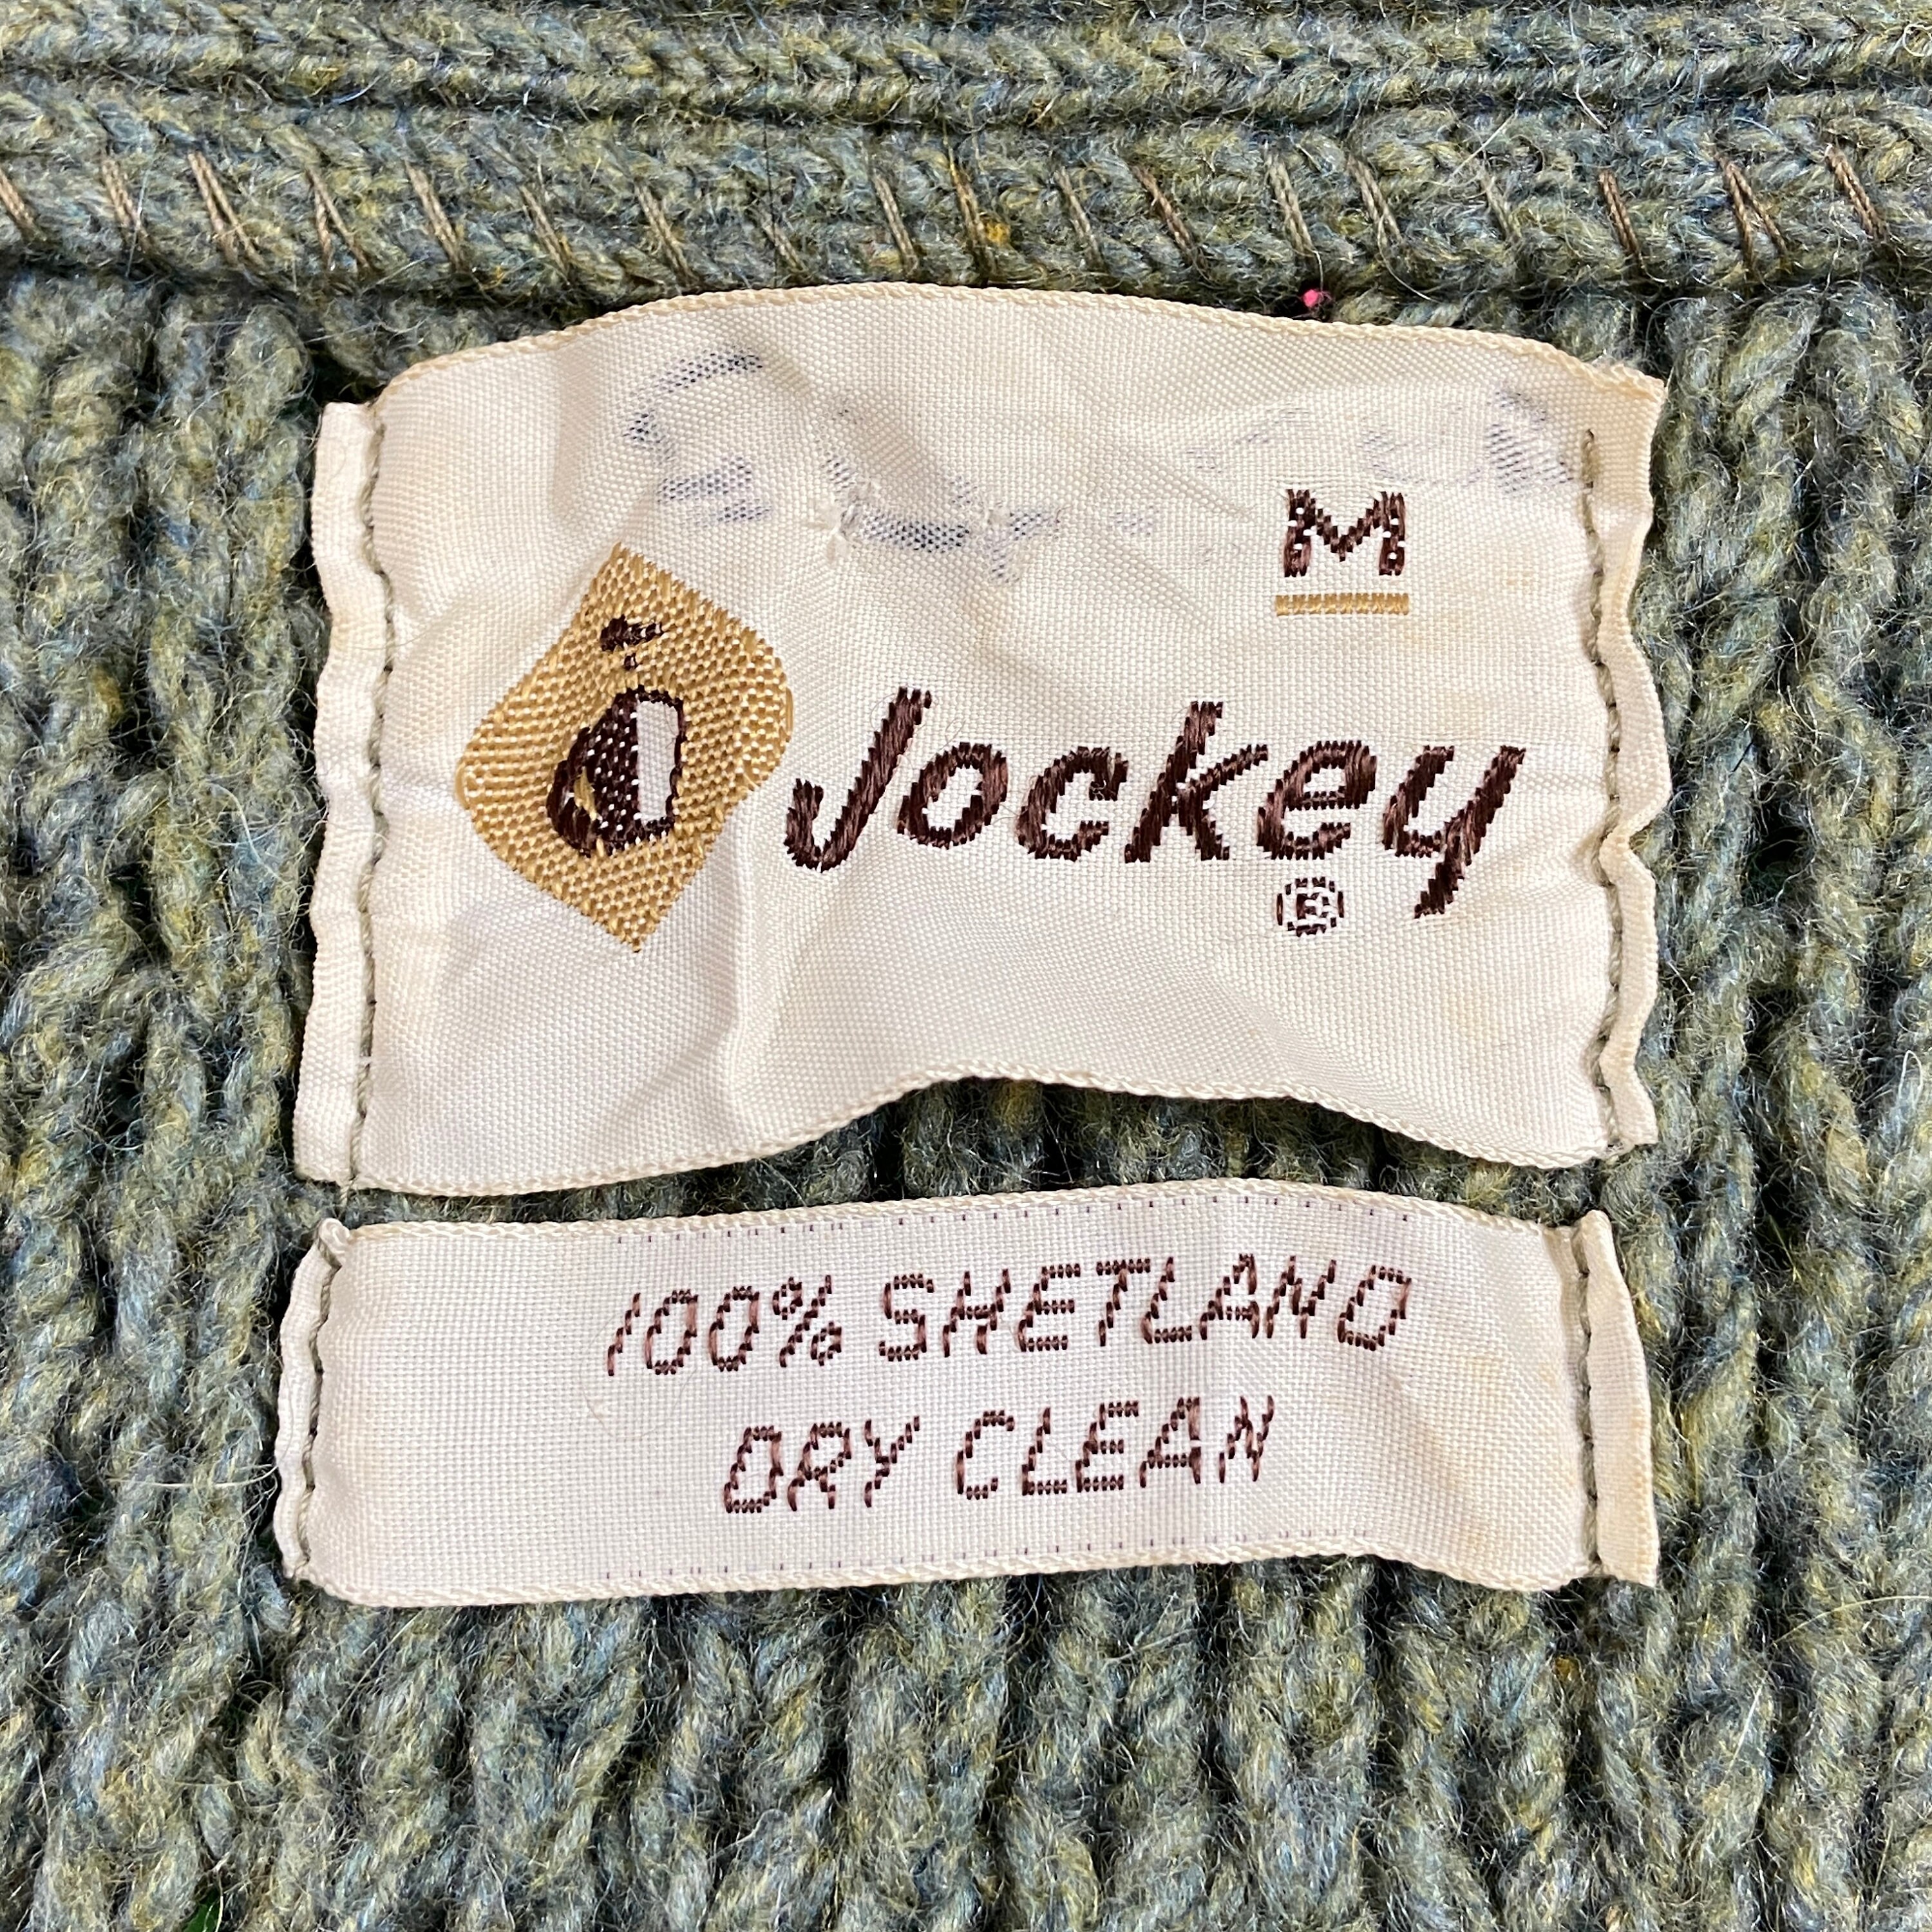 M
Jockey
®
100% SHETLAND
DRY CLEAN